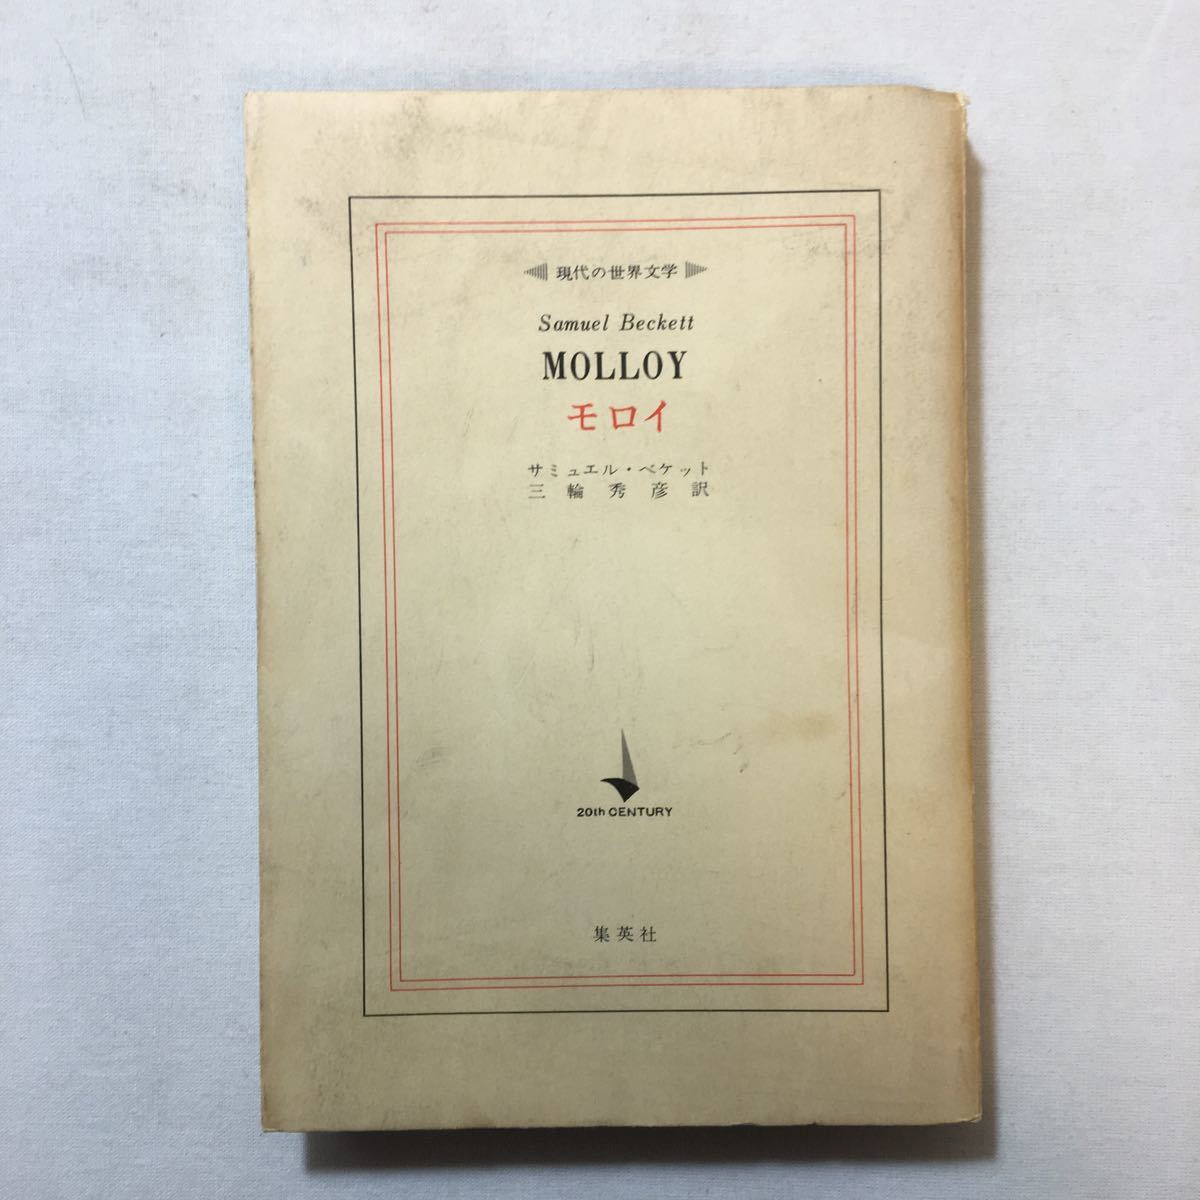 現代の世界文学
Samuel Beckett
MOLLOY
モロイ
サミュエル・ベケット
三輪秀彦訳
20th CENTURY
集英社